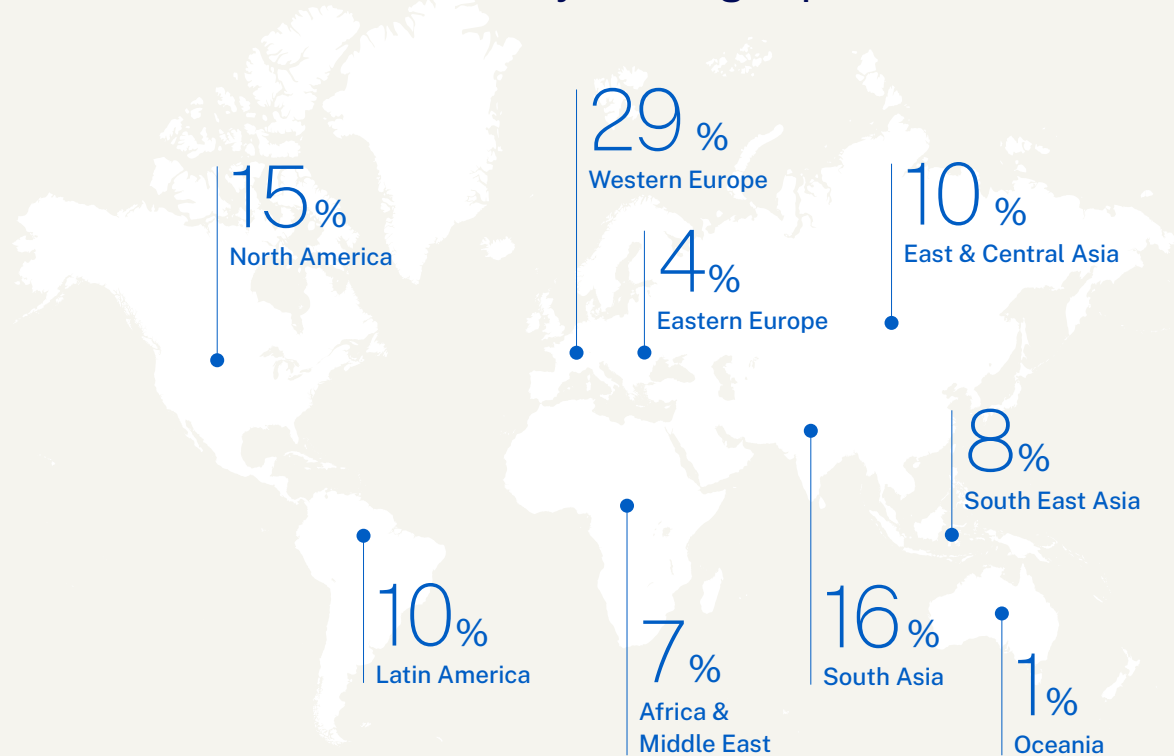 29 %
Western Europe
15%
North America
10 %
East & Central Asia
4%
Eastern Europe
8%
South East Asia
10%
Latin America
16%
South Asia
7%
Africa &
Middle East
1%
Oceania